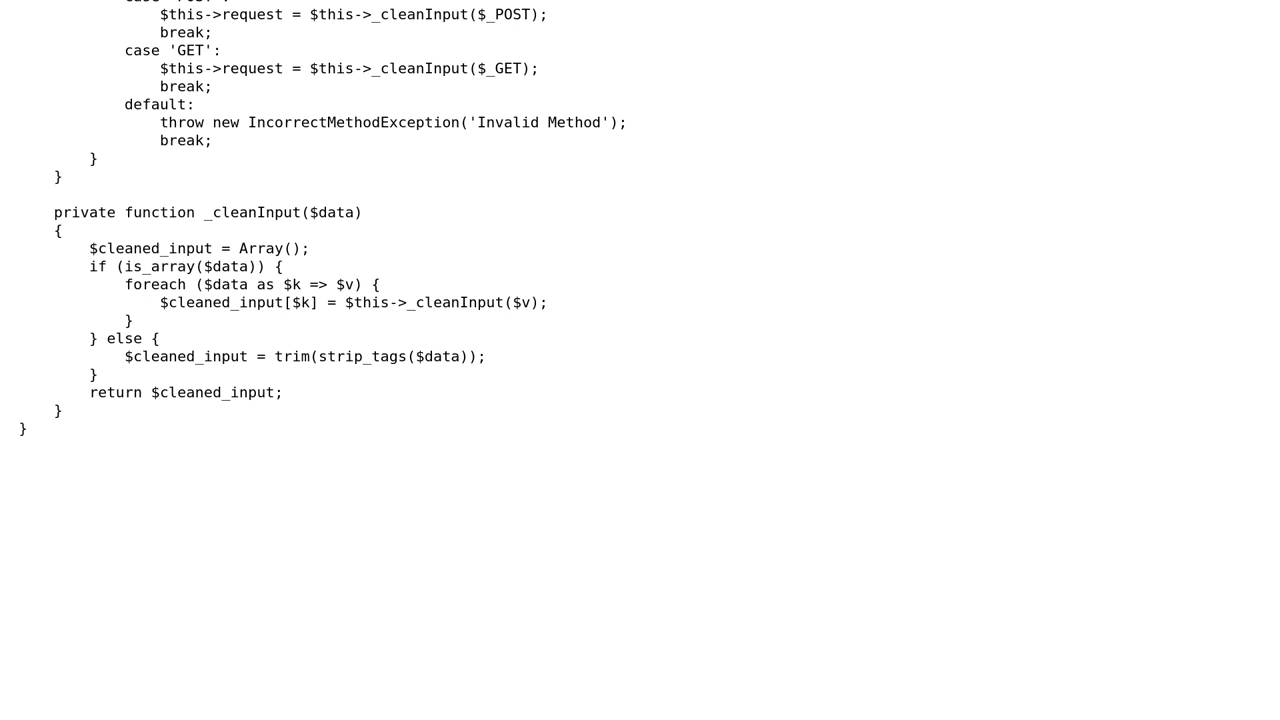 $this->request = $this->_cleanInput($_POST);
break;
case 'GET':
$this->request = $this->_cleanInput($_GET);
break;
default:
throw new IncorrectMethodException('Invalid Method');
break;
}
}
private function _cleanInput($data)
{
$cleaned_input = Array();
if (is_array($data)) {
foreach ($data as $k => $v) {
$cleaned_input[$k] = $this->_cleanInput($v);
}
} else {
$cleaned_input = trim(strip_tags($data));
}
return $cleaned_input;
}
}